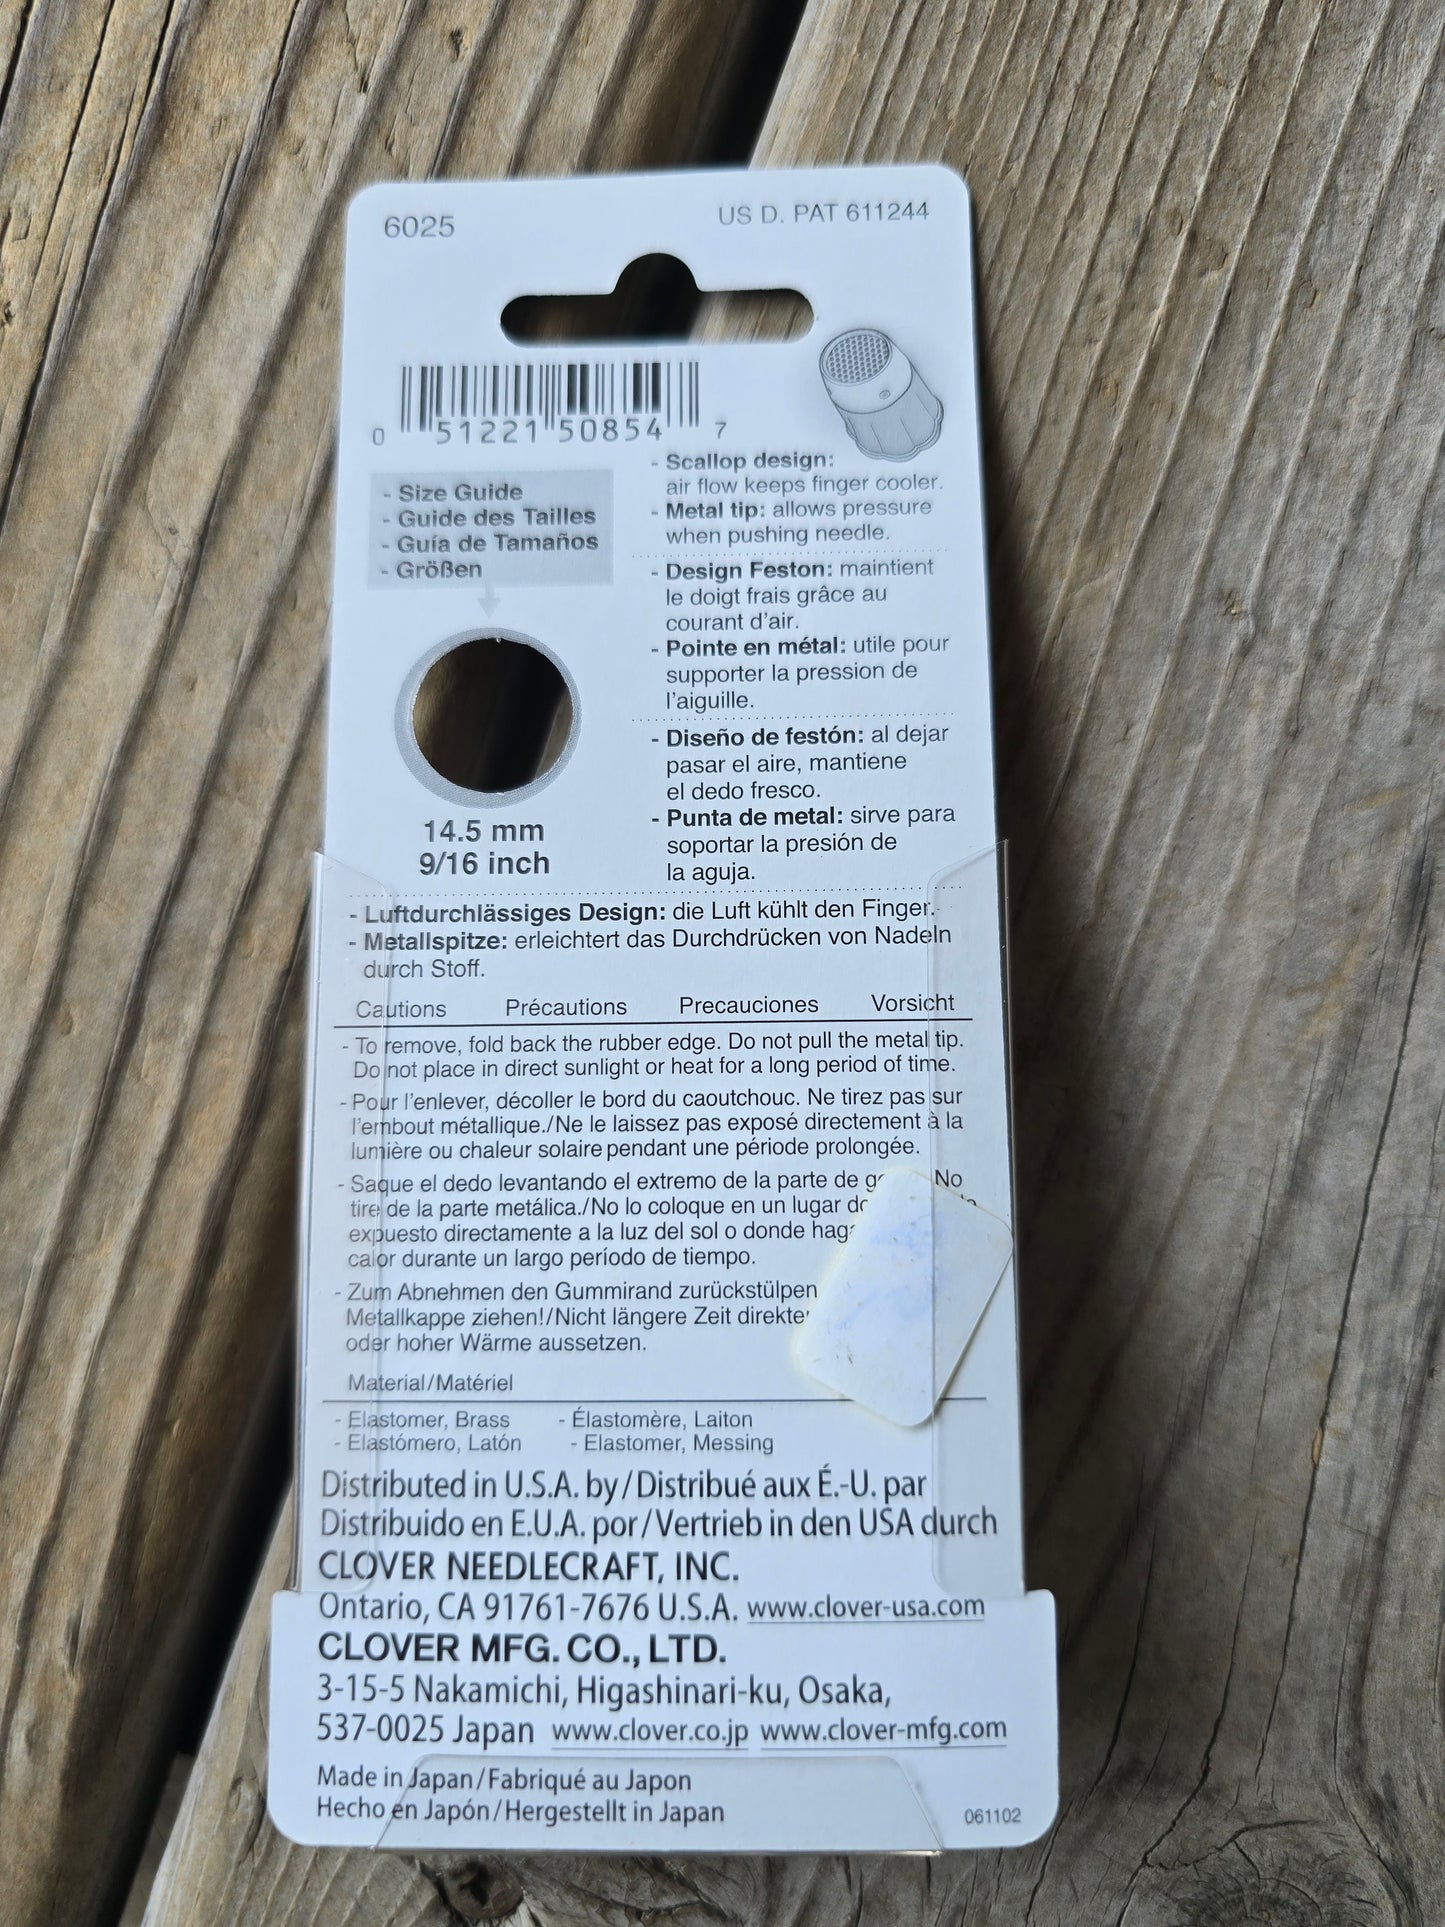 6025
US D. PAT 611244
0 51221 50854 7
- Size Guide
- Guide des Tailles
- Guía de Tamaños
- Größen
14.5 mm
9/16 inch
- Scallop design:
air flow keeps finger cooler.
- Metal tip: allows pressure
when pushing needle.
- Design Feston: maintient
le doigt frais grâce au
courant d'air.
- Pointe en métal: utile pour
supporter la pression de
l'aiguille.
- Diseño de festón: al dejar
pasar el aire, mantiene
el dedo fresco.
- Punta de metal: sirve para
soportar la presión de
la aguja.
- Luftdurchlässiges Design: die Luft kühlt den Finger.
- Metallspitze: erleichtert das Durchdrücken von Nadeln
durch Stoff.
Cautions Précautions Precauciones Vorsicht
- To remove, fold back the rubber edge. Do not pull the metal tip.
Do not place in direct sunlight or heat for a long period of time.
- Pour l'enlever, décoller le bord du caoutchouc. Ne tirez pas sur
l'embout métallique./Ne le laissez pas exposé directement à la
lumière ou chaleur solaire pendant une période prolongée.
- Saque el dedo levantando el extremo de la parte de No
tire de la parte metálica./No lo coloque en un lugar
expuesto directamente a la luz del sol o donde
calor durante un largo período de tiempo.
- Zum Abnehmen den Gummirand zurückstülpen
Metallkappe ziehen!/Nicht längere Zeit
oder hoher Wärme aussetzen.
Material/Matériel
- Elastomer, Brass - Élastomère, Laiton
- Elastómero, Latón - Elastomer, Messing
Distributed in U.S.A. by/Distribué aux É.-U. par
Distribuido en E.U.A. por/Vertrieb in den USA durch
CLOVER NEEDLECRAFT, INC.
Ontario, CA 91761-7676 U.S.A. www.clover-usa.com
CLOVER MFG. CO., LTD.
3-15-5 Nakamichi, Higashinari-ku, Osaka,
537-0025 Japan www.clover.co.jp www.clover-mfg.com
Made in Japan/Fabriqué au Japon
Hecho en Japón/Hergestellt in Japan
061102